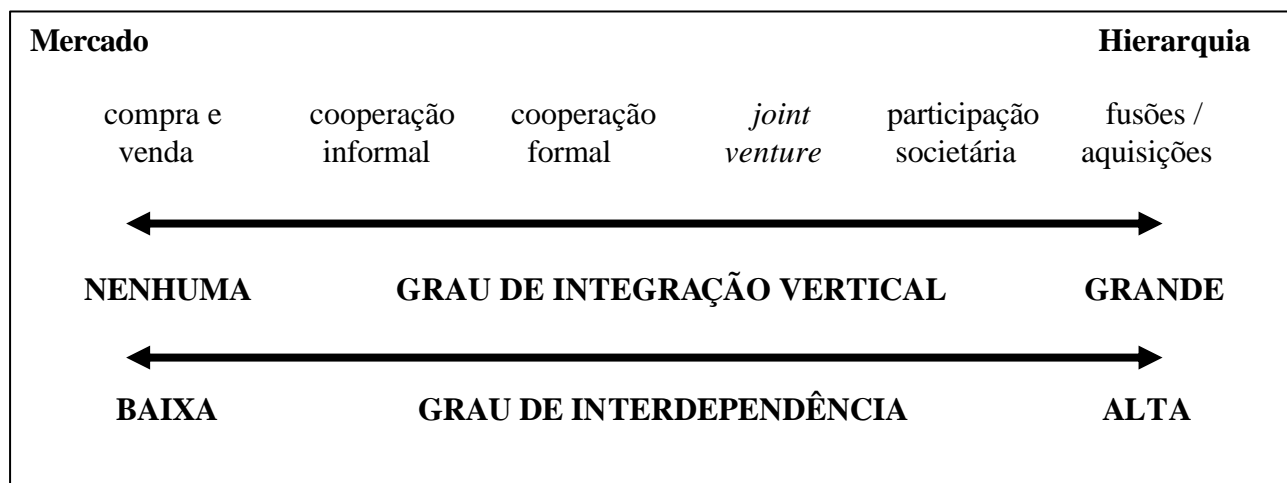 Mercado Hierarquia
compra e cooperação cooperação joint participação fusões /
venda informal formal venture societária aquisições
NENHUMA GRAU DE INTEGRAÇÃO VERTICAL GRANDE
BAIXA GRAU DE INTERDEPENDÊNCIA ALTA